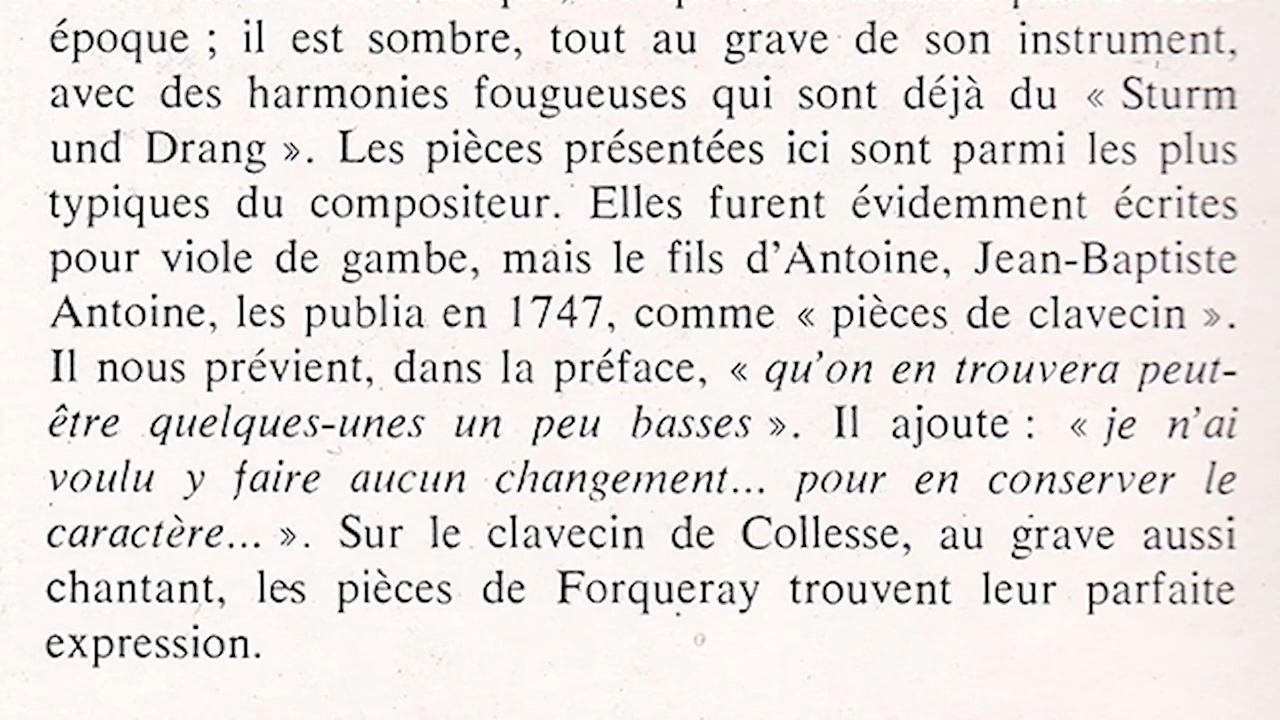 époque ; il est sombre, tout au grave de son instrument,
avec des harmonies fougueuses qui sont déjà du « Sturm
und Drang ». Les pièces présentées ici sont parmi les plus
typiques du compositeur. Elles furent évidemment écrites
pour viole de gambe, mais le fils d'Antoine, Jean-Baptiste
Antoine, les publia en 1747, comme « pièces de clavecin ».
Il nous prévient, dans la préface, « qu'on en trouvera peut-
être quelques-unes un peu basses ». Il ajoute : « je n'ai
voulu y faire aucun changement... pour en conserver le
caractère... ». Sur le clavecin de Collesse, au grave aussi
chantant, les pièces de Forqueray trouvent leur parfaite
expression.